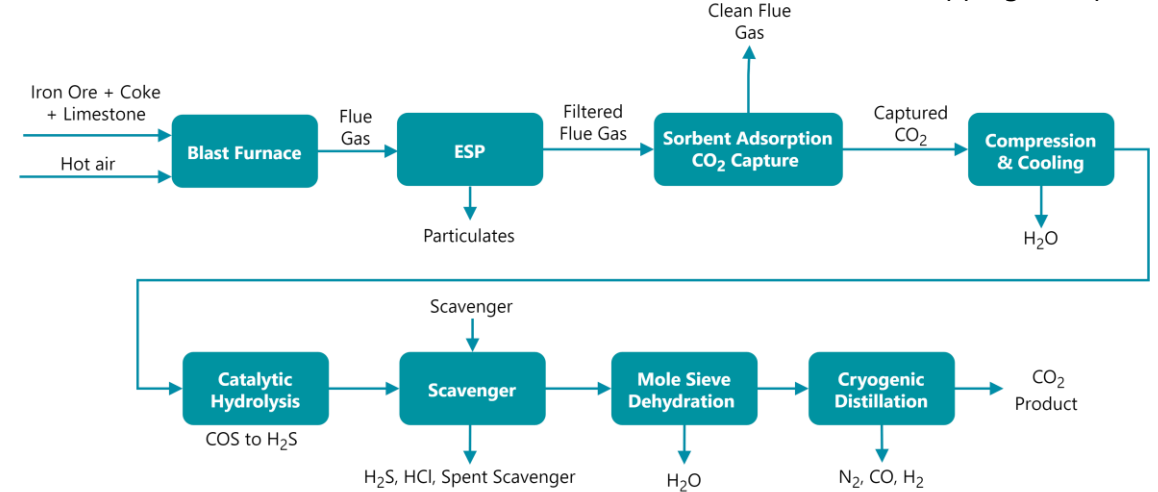 Clean Flue
Gas
Iron Ore + Coke
+ Limestone
Hot air
Blast Furnace
Flue
Gas
ESP
Particulates
Filtered
Flue Gas
Sorbent Adsorption
CO₂ Capture
Captured
CO₂
Compression
& Cooling
H₂O
Catalytic
Hydrolysis
COS to H₂S
Scavenger
Scavenger
H₂S, HCl, Spent Scavenger
Mole Sieve
Dehydration
H₂O
Cryogenic
Distillation
N₂, CO, H₂
CO₂
Product